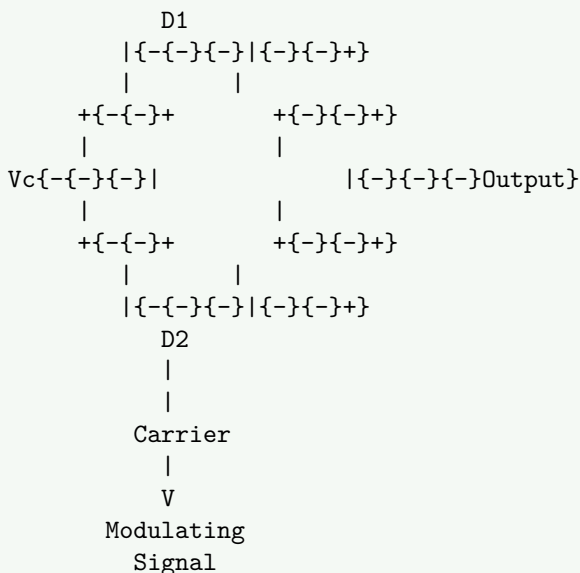 D1
|{-{-}{-}|{-}{-}+}
| |
+{-{-}+ +{-}{-}+}
| |
Vc{-{-}{-}| |{-}{-}{-}Output}
| |
+{-{-}+ +{-}{-}+}
| |
|{-{-}{-}|{-}{-}+}
D2
|
|
Carrier
|
V
Modulating
Signal